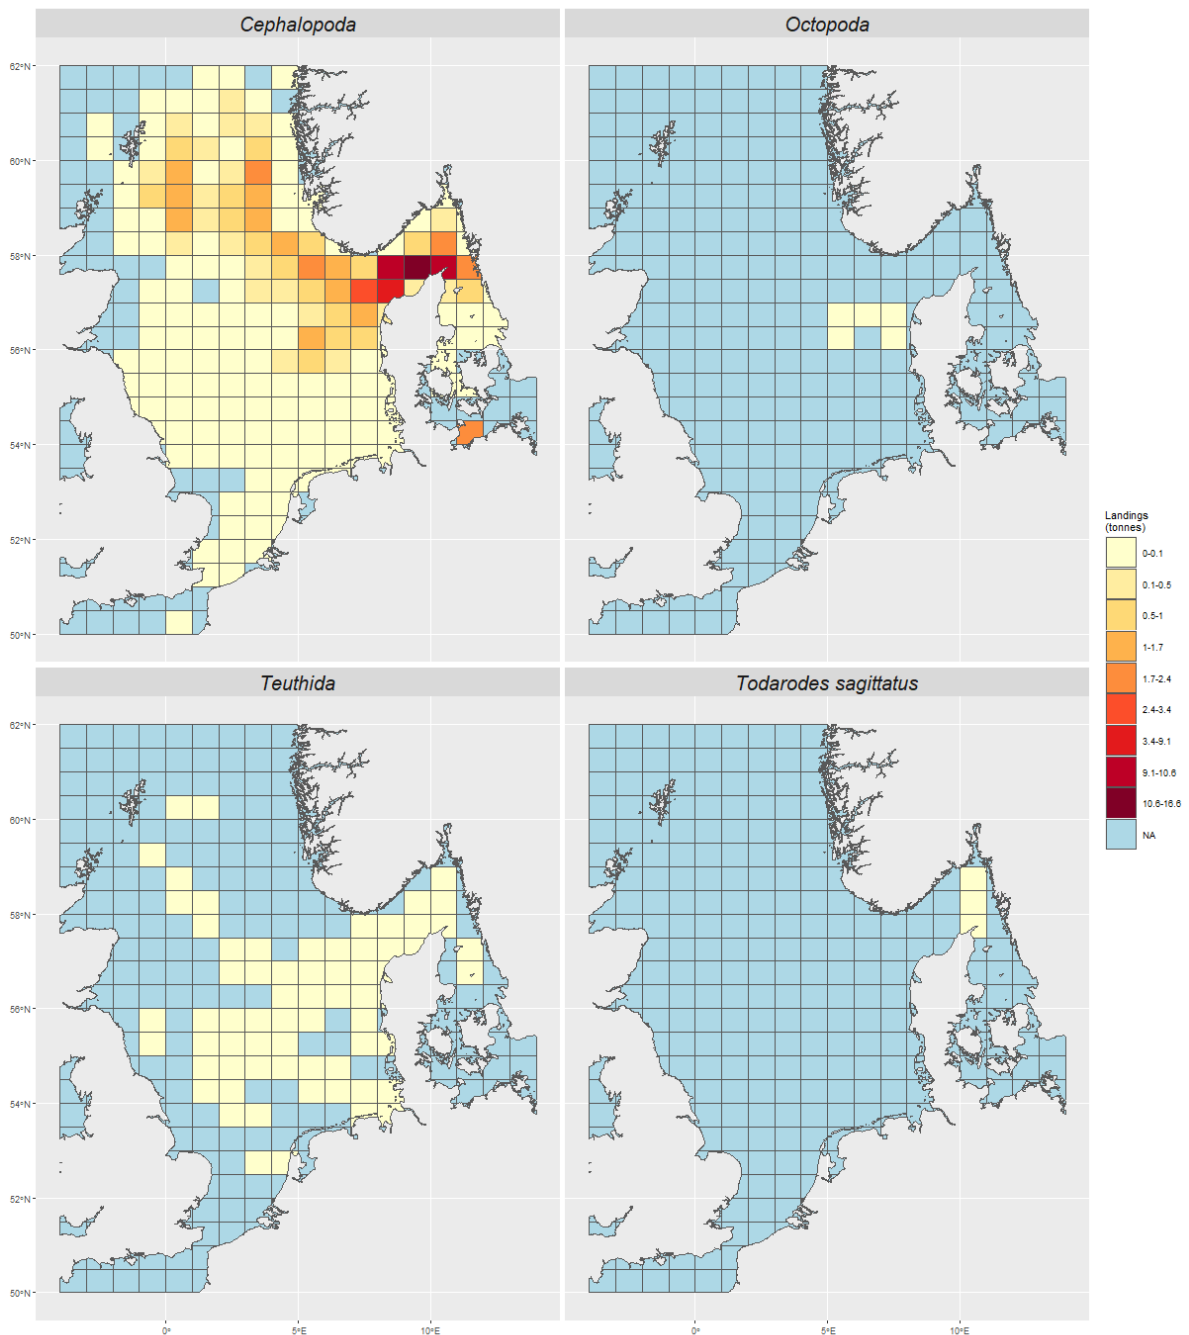 Cephalopoda
Octopoda
62°N
60°N
58°N
56°N
54°N
52°N
50°N
Landings
(tonnes)
0-0.1
0.1-0.5
0.5-1
1-1.7
1.7-2.4
2.4-3.4
3.4-9.1
9.1-10.6
10.6-16.6
NA
Teuthida
Todarodes sagittatus
62°N
60°N
58°N
56°N
54°N
52°N
50°N
0°
5°E
10°E
0°
5°E
10°E